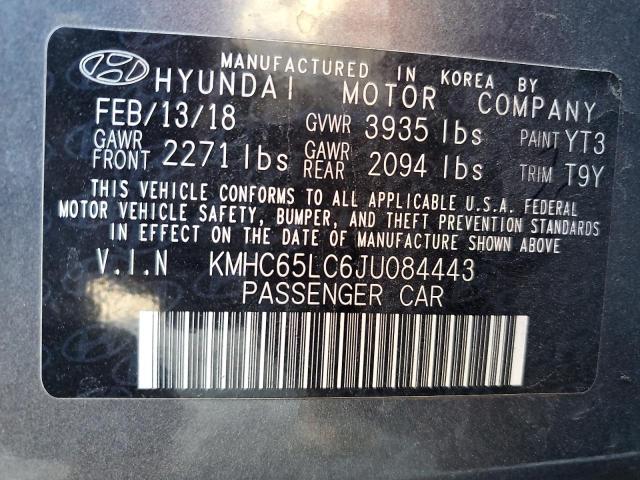 MANUFACTURED IN KOREA BY
HYUNDAI MOTOR COMPANY
FEB/13/18 GVWR 3935 lbs PAINT YT3
GAWR FRONT 2271 lbs GAWR REAR 2094 lbs TRIM T9Y
THIS VEHICLE CONFORMS TO ALL APPLICABLE U.S.A. FEDERAL
MOTOR VEHICLE SAFETY, BUMPER, AND THEFT PREVENTION STANDARDS
IN EFFECT ON THE DATE OF MANUFACTURE SHOWN ABOVE
V.I.N KMHC65LC6JU084443
PASSENGER CAR